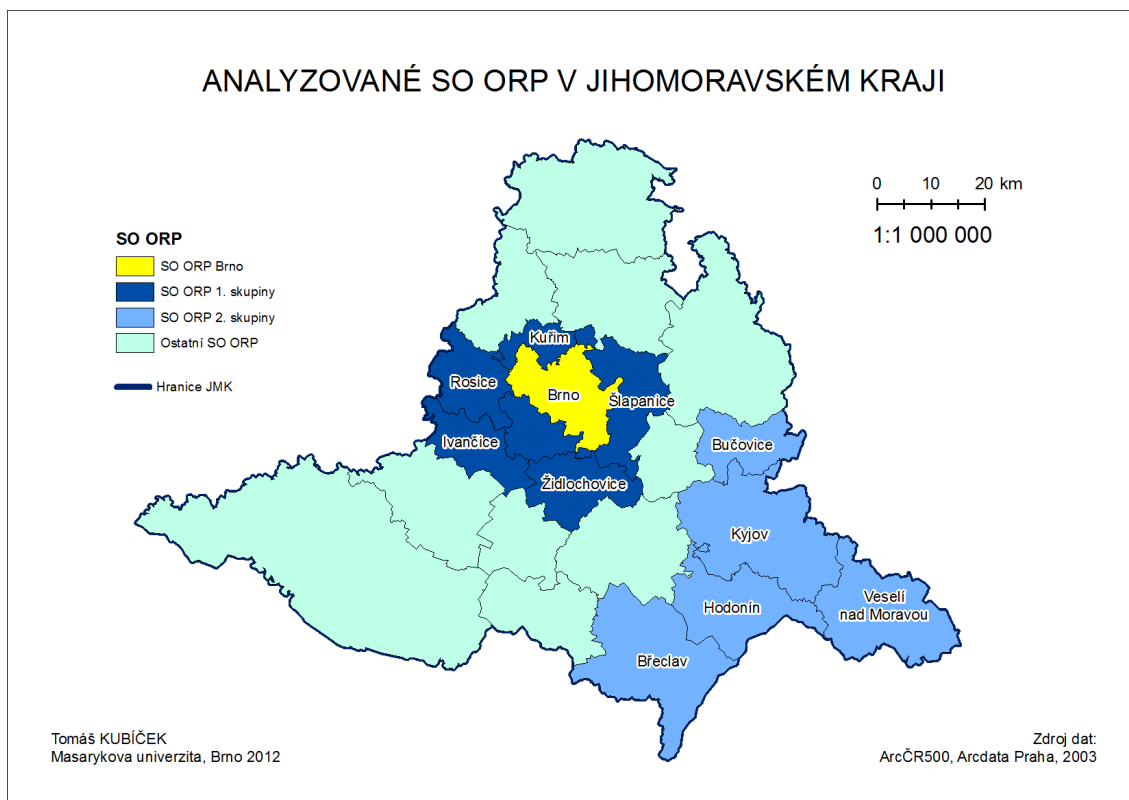 ANALYZOVANÉ SO ORP V JIHOMORAVSKÉM KRAJI
0 10 20 km
1:1 000 000
SO ORP
SO ORP Brno
SO ORP 1. skupiny
SO ORP 2. skupiny
Ostatní SO ORP
Hranice JMK
Kuřim
Rosice
Brno
Šlapanice
Ivančice
Bučovice
Židlochovice
Kyjov
Veselí
nad Moravou
Hodonín
Břeclav
Tomáš KUBÍČEK
Masarykova univerzita, Brno 2012
Zdroj dat:
ArcČR500, Arcdata Praha, 2003